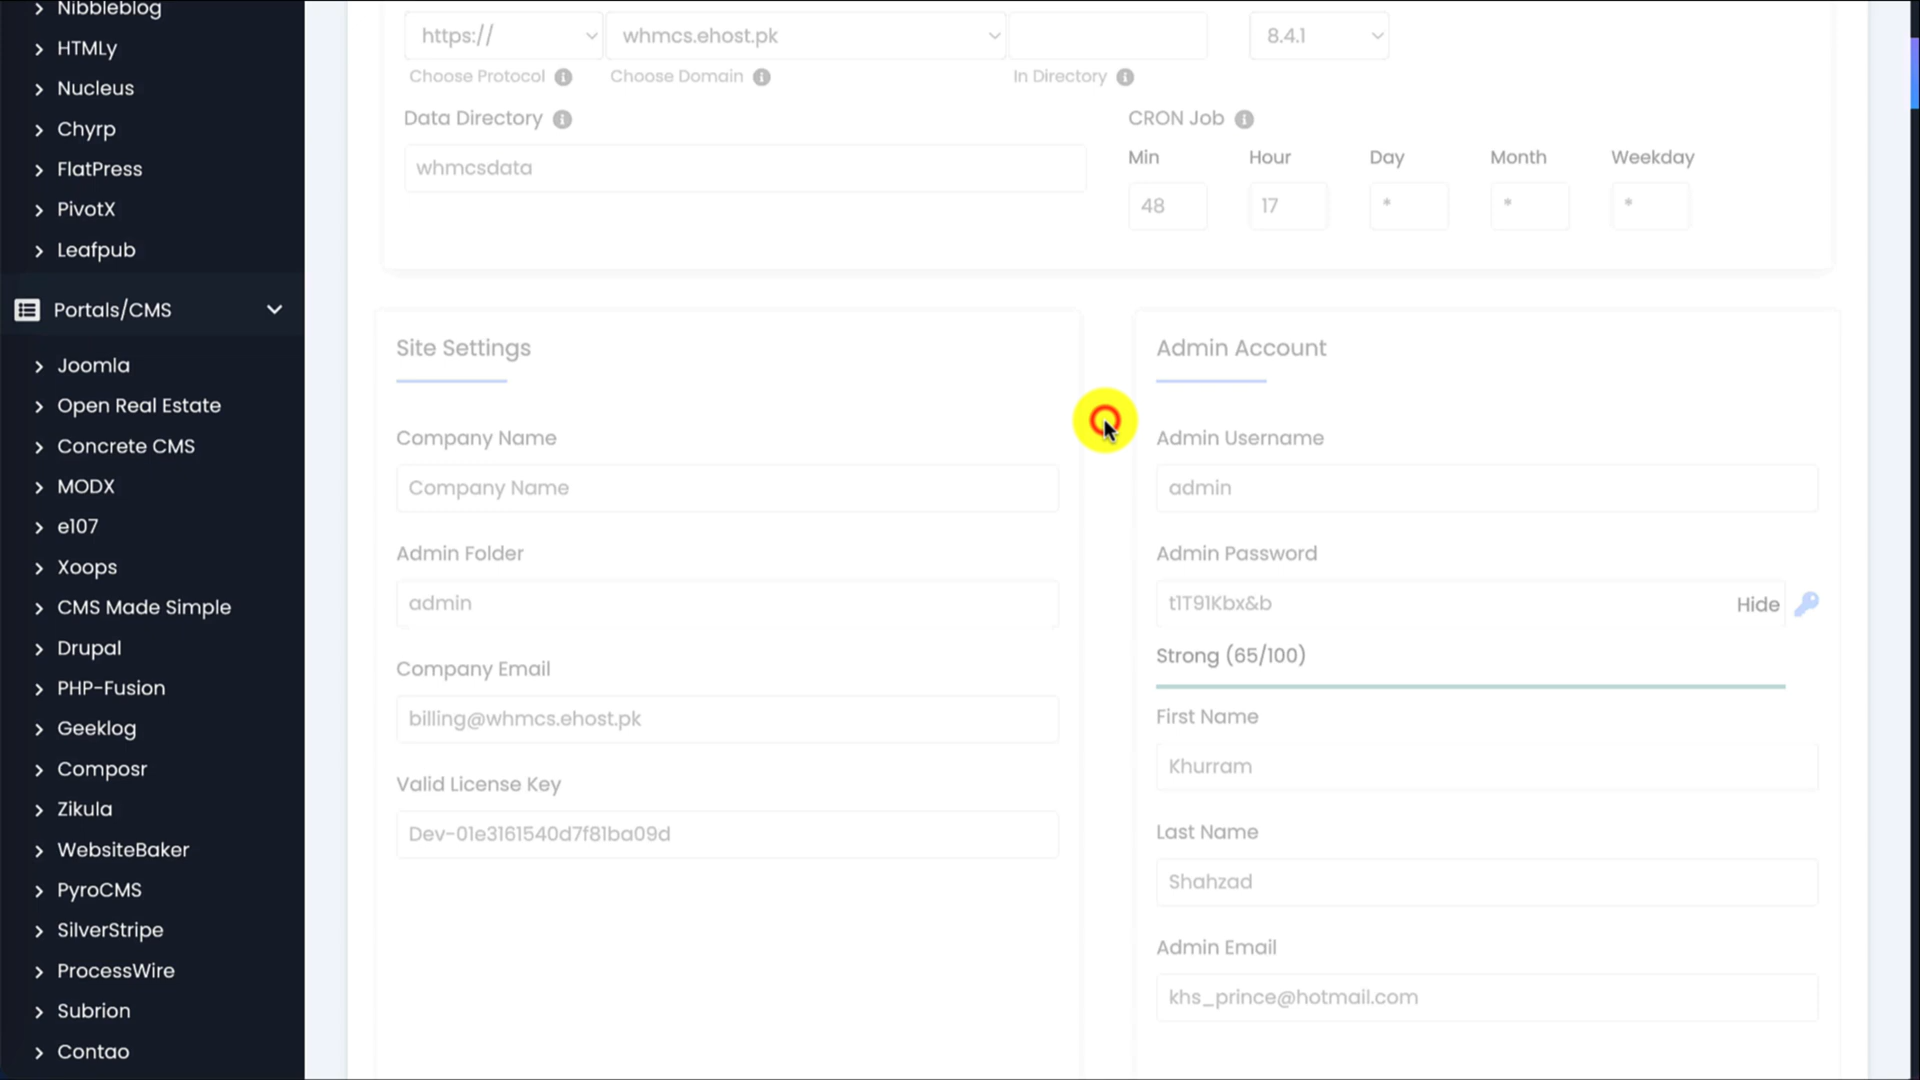 Nibbleblog
HTMLy
Nucleus
Chyrp
FlatPress
PivotX
Leafpub
Portals/CMS
Joomla
Open Real Estate
Concrete CMS
MODX
e107
Xoops
CMS Made Simple
Drupal
PHP-Fusion
Geeklog
Composr
Zikula
WebsiteBaker
PyroCMS
SilverStripe
ProcessWire
Subrion
Contao
https:// whmcs.ehost.pk 8.4.1
Choose Protocol Choose Domain In Directory
Data Directory
whmcsdata
CRON Job
Min Hour Day Month Weekday
48 17 * * *
Site Settings
Company Name
Company Name
Admin Folder
admin
Company Email
billing@whmcs.ehost.pk
Valid License Key
Dev-01e3161540d7f81ba09d
Admin Account
Admin Username
admin
Admin Password
t1T91Kbx&b Hide
Strong (65/100)
First Name
Khurram
Last Name
Shahzad
Admin Email
khs_prince@hotmail.com